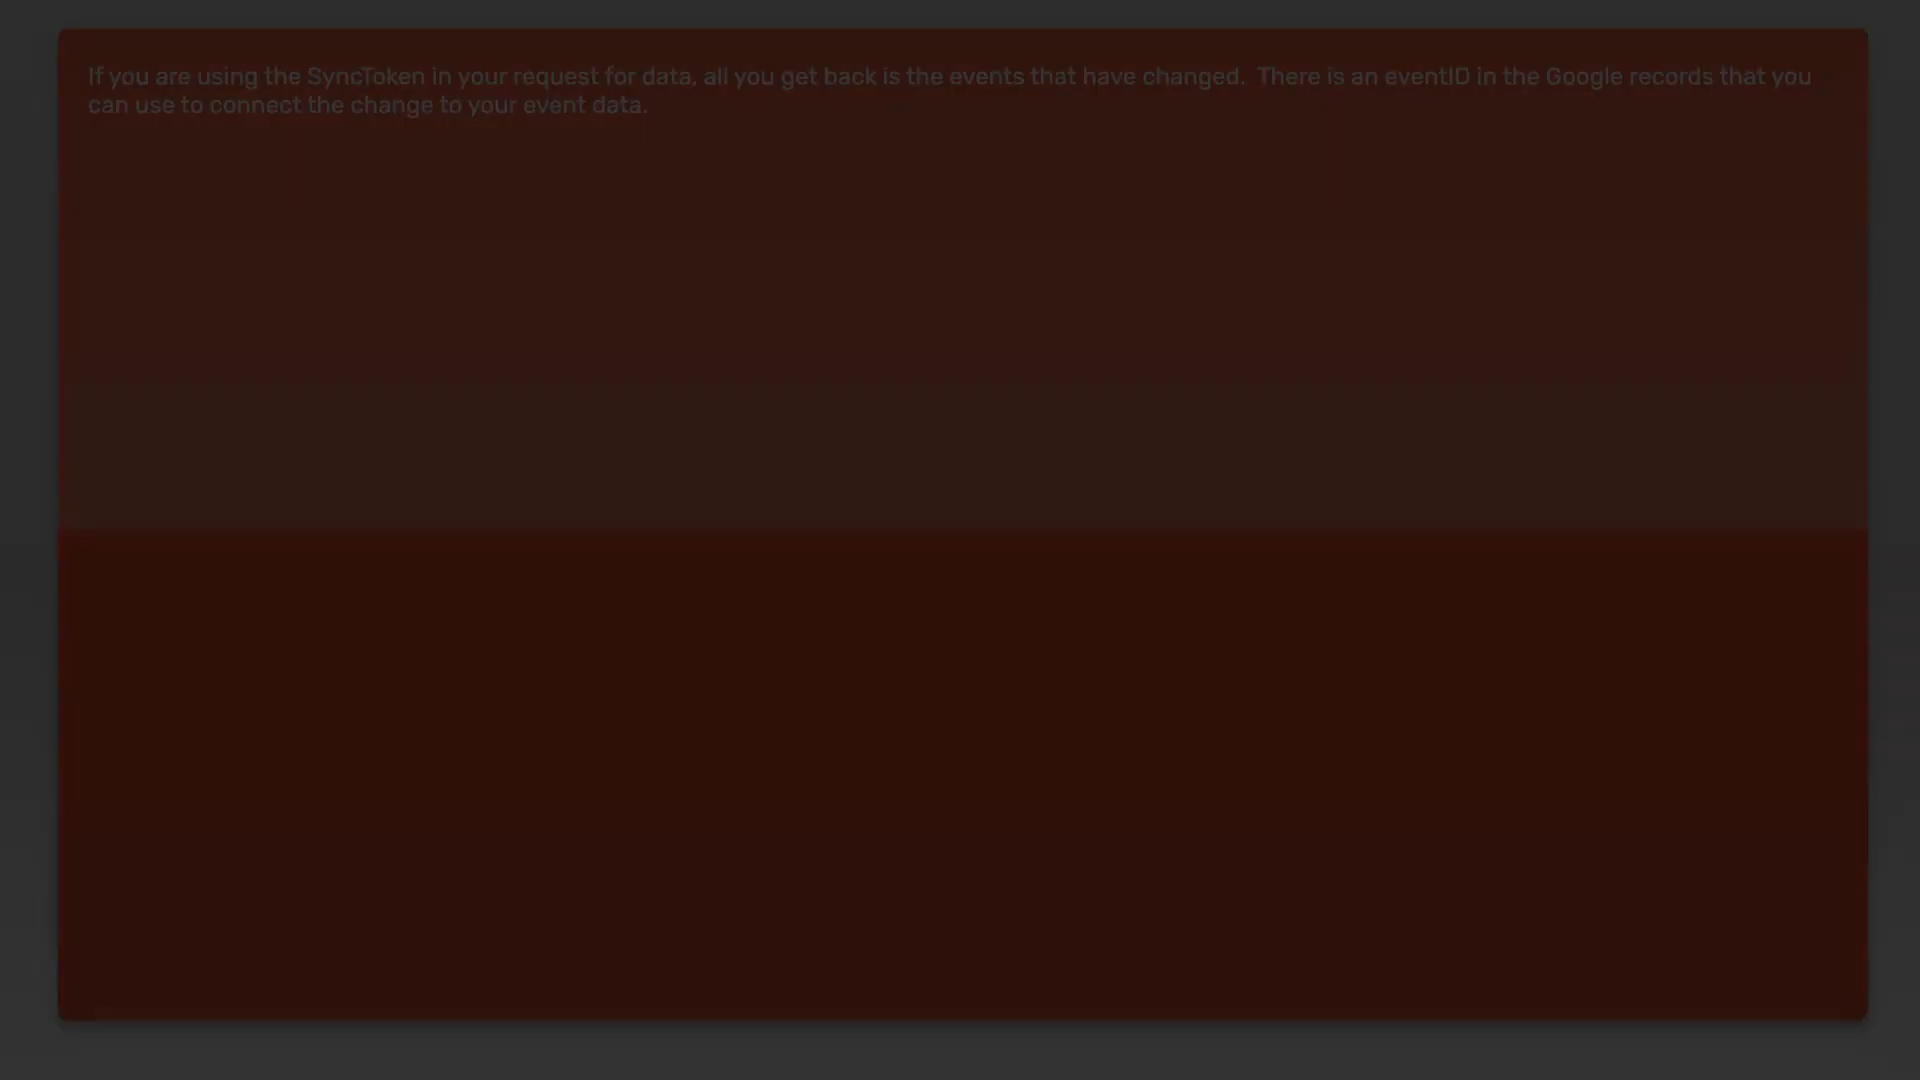 If you are using the SyncToken in your request for data, all you get back is the events that have changed.  There is an eventID in the Google records that you
can use to connect the change to your event data.